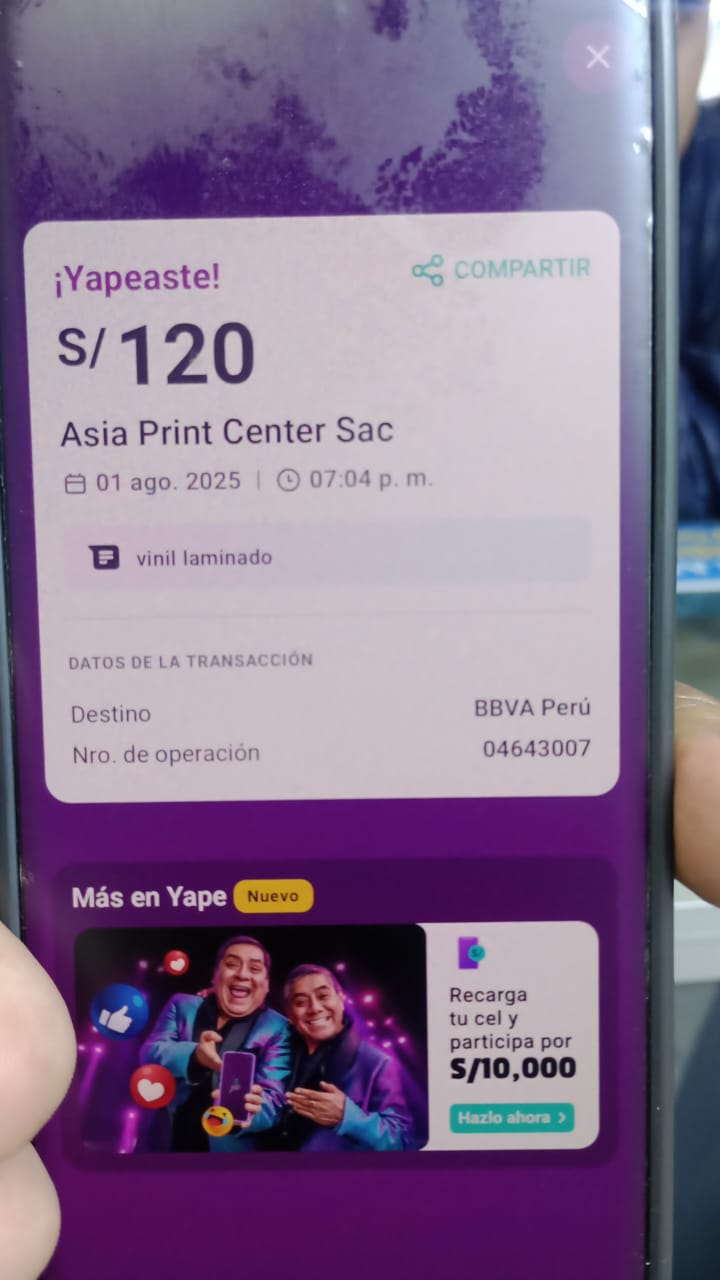 ¡Yapeaste!
COMPARTIR
S/ 120
Asia Print Center Sac
01 ago. 2025 | 07:04 p. m.
vinil laminado
DATOS DE LA TRANSACCIÓN
Destino BBVA Perú
Nro. de operación 04643007
Más en Yape Nuevo
Recarga
tu cel y
participa por
S/10,000
Hazlo ahora >